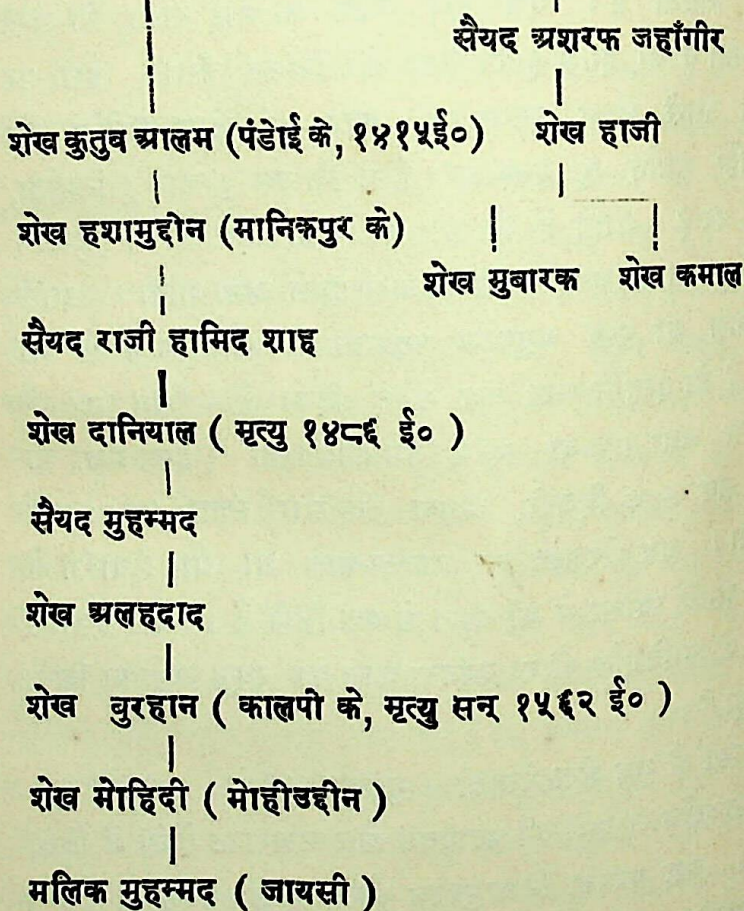 सैयद अशरफ जहाँगीर
शेख कुतुब आलम (पंडोई के, १४१५ई०) शेख हाजी
शेख हशामुद्दीन (मानिकपुर के)
शेख मुबारक शेख कमाल
सैयद राजी हामिद शाह
शेख दानियाल ( मृत्यु १४८६ ई० )
सैयद मुहम्मद
शेख अलहदाद
शेख बुरहान ( कालपी के, मृत्यु सन् १५६२ ई० )
शेख मोहिदी ( मोहीउद्दीन )
मलिक मुहम्मद ( जायसी )